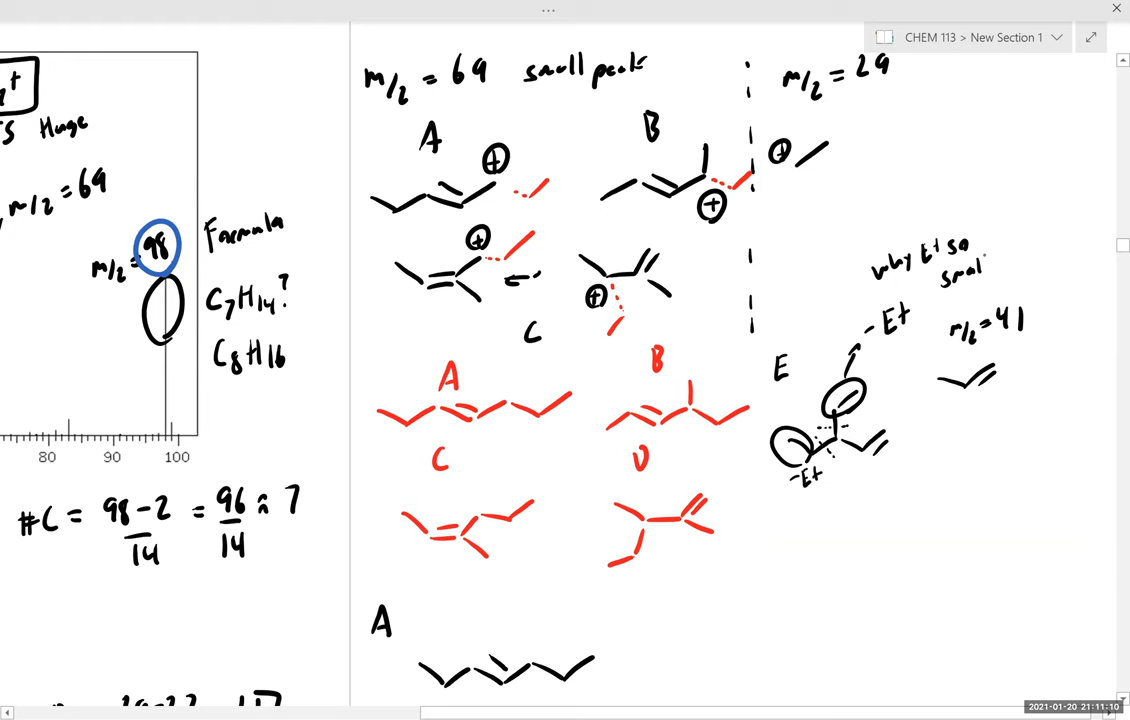 CHEM 113 > New Section 1
Huge
m/z = 69
m/z = 98
Formula
C7H14?
C8H16
80 90 100
#C = 98-2 / 14 = 96 / 14 ≈ 7
m/z = 69 small peak
A
B
C
A
B
C
D
A
m/z = 29
why Et so
small
- Et
m/z = 41
E
-Et
2021-01-20 21:11:10